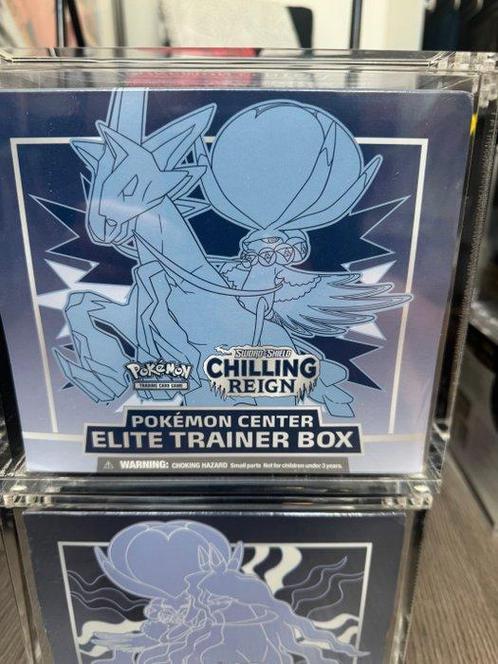 Pokémon
TRADING CARD GAME
SWORD & SHIELD
CHILLING
REIGN
POKÉMON CENTER
ELITE TRAINER BOX
WARNING: CHOKING HAZARD Small parts Not for children under 3 years.